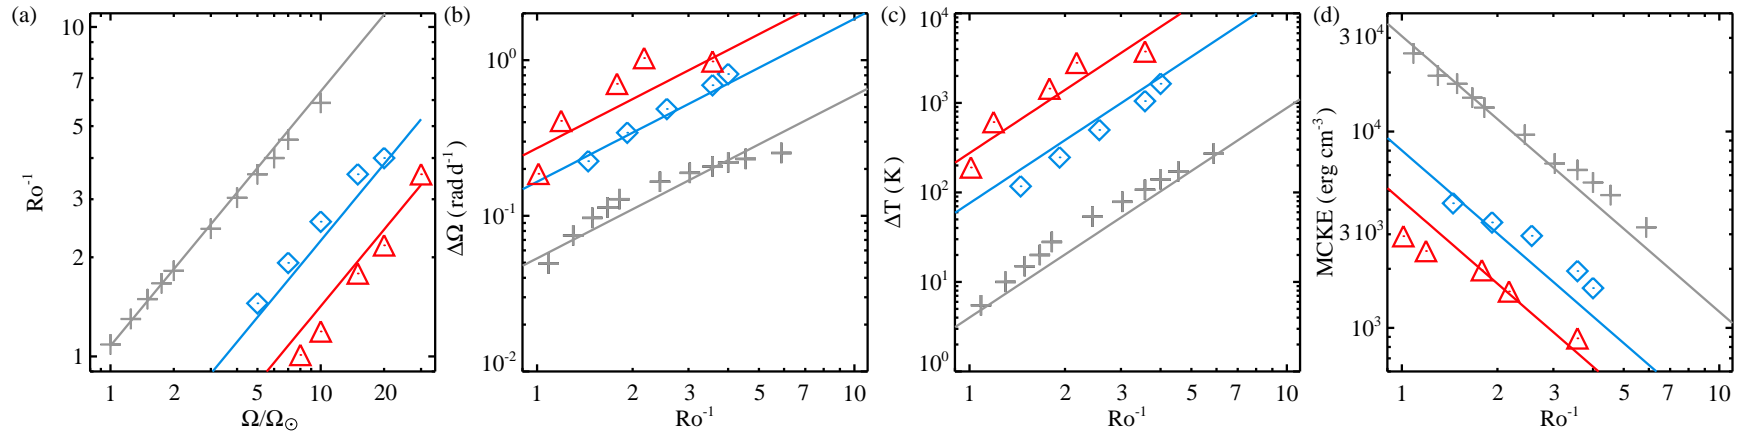 (a)
10
7
5
3
2
1
Ro⁻¹
1 2 5 10 20
Ω/Ω☉
(b)
10⁰
10⁻¹
10⁻²
ΔΩ (rad d⁻¹)
1 2 3 5 7 10
Ro⁻¹
(c)
10⁴
10³
10²
10¹
10⁰
ΔT (K)
1 2 3 5 7 10
Ro⁻¹
(d)
3 10⁴
10⁴
3 10³
10³
MCKE (erg cm⁻³)
1 2 3 5 7 10
Ro⁻¹